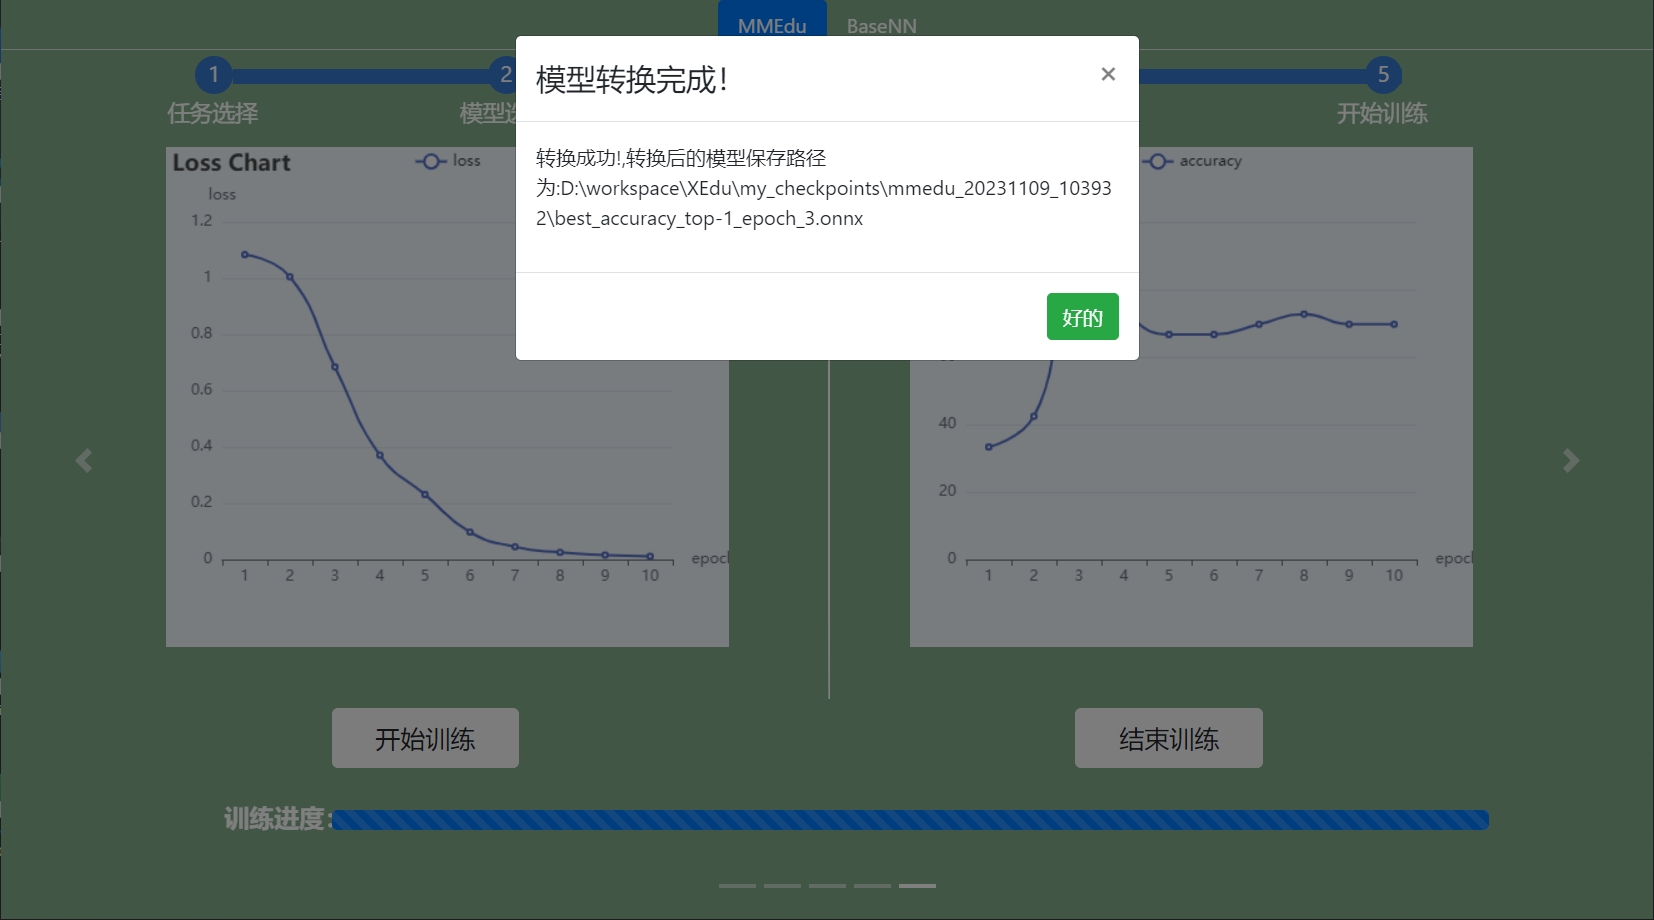 MMEdu BaseNN
模型转换完成! ×
转换成功!,转换后的模型保存路径
为:D:\workspace\XEdu\my_checkpoints\mmedu_20231109_10393
2\best_accuracy_top-1_epoch_3.onnx
好的
1 2 5
任务选择 模型选 开始训练
Loss Chart loss
loss
1.2
1
0.8
0.6
0.4
0.2
0
1 2 3 4 5 6 7 8 9 10 epoch
accuracy
40
20
0
1 2 3 4 5 6 7 8 9 10 epoch
开始训练 结束训练
训练进度: